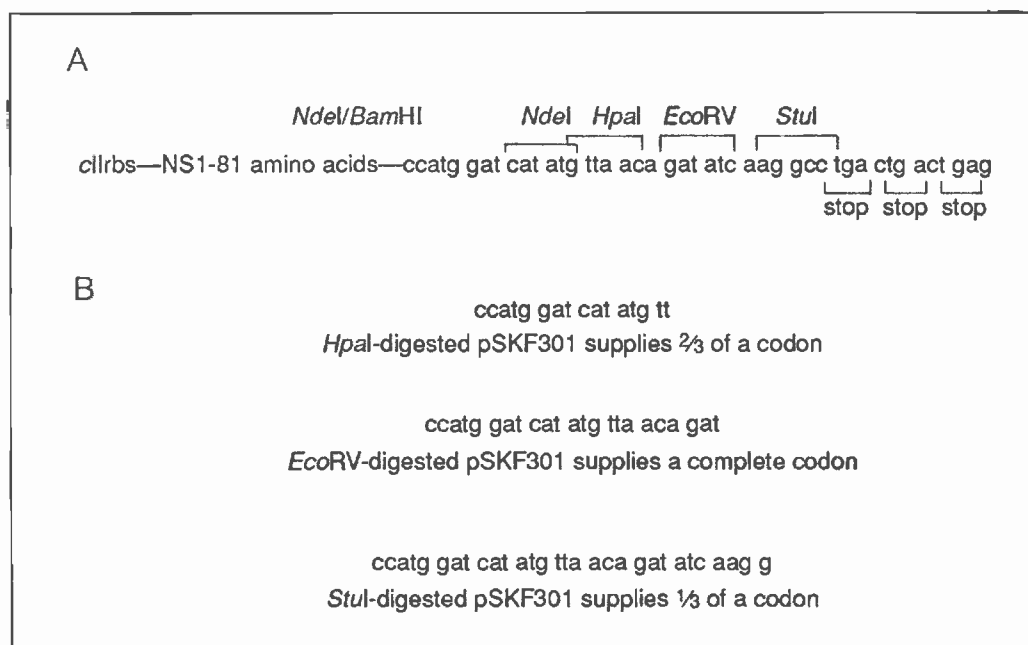 A
NdeI/BamHI NdeI HpaI EcoRV StuI
cIIrbs—NS1-81 amino acids—ccatg gat cat atg tta aca gat atc aag gcc tga ctg act gag
stop stop stop
B
ccatg gat cat atg tt
HpaI-digested pSKF301 supplies ⅔ of a codon
ccatg gat cat atg tta aca gat
EcoRV-digested pSKF301 supplies a complete codon
ccatg gat cat atg tta aca gat atc aag g
StuI-digested pSKF301 supplies ⅓ of a codon